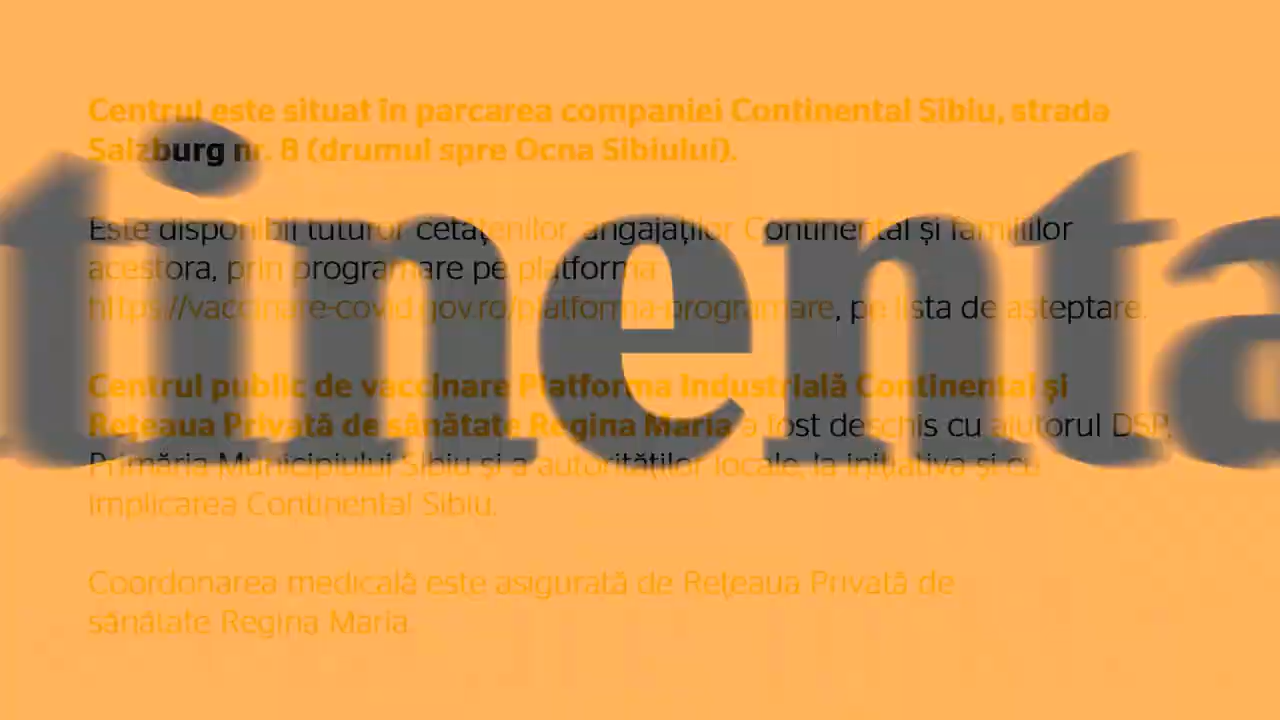 Centrul este situat în parcarea companiei Continental Sibiu, strada
Salzburg nr. 8 (drumul spre Ocna Sibiului).
Este disponibil tuturor cetățenilor angajaților Continental și familiilor
acestora, prin programare pe platforma
https://vaccinare-covid.gov.ro/platforma-programare, pe lista de așteptare.
Centrul public de vaccinare Platforma Industrială Continental și
Rețeaua Privată de sănătate Regina Maria a fost deschis cu ajutorul DSP,
Primăria Municipiului Sibiu și a autorităților locale, la inițiativa și cu
implicarea Continental Sibiu.
Coordonarea medicală este asigurată de Rețeaua Privată de
sănătate Regina Maria.
tinenta